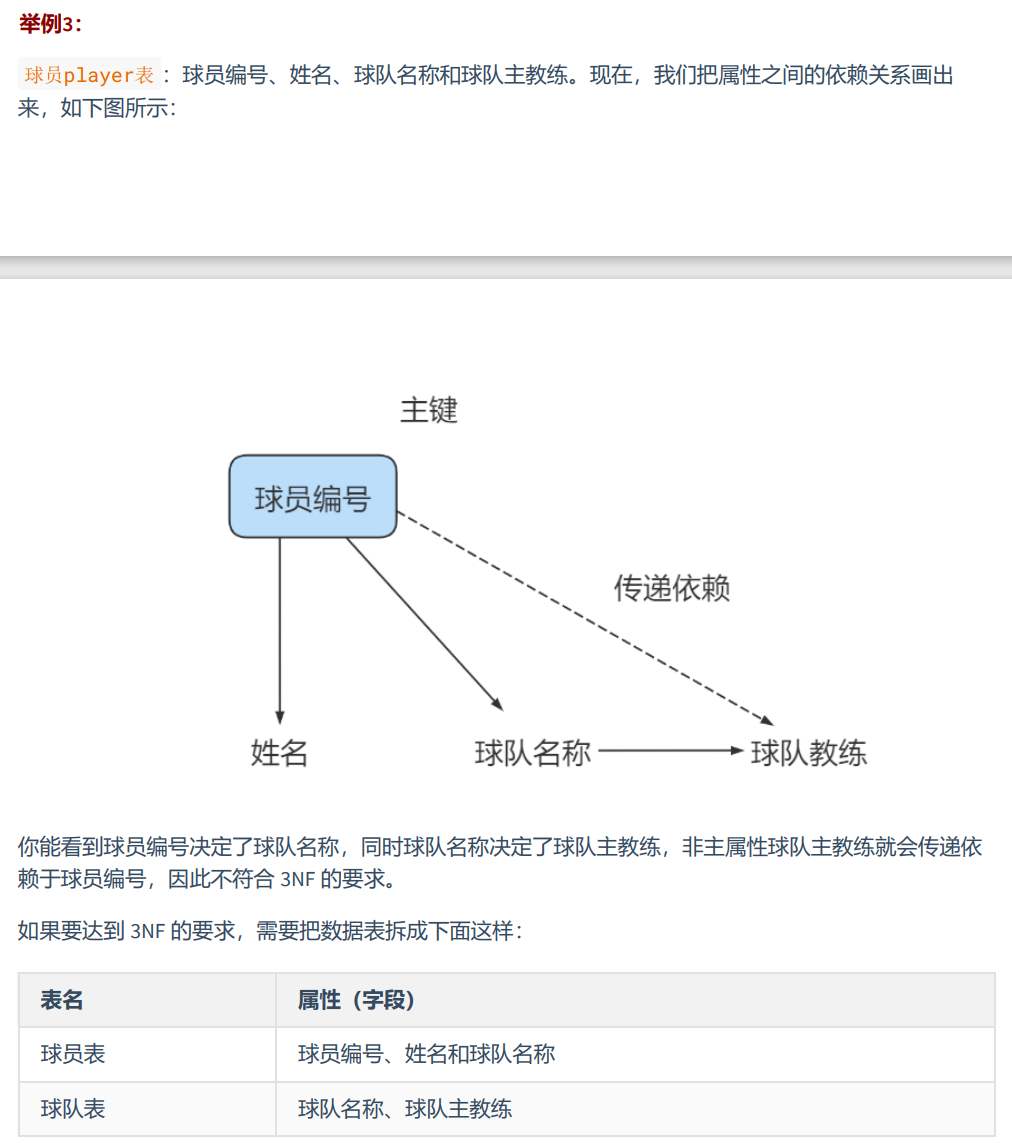 举例3：
球员player表：球员编号、姓名、球队名称和球队主教练。现在，我们把属性之间的依赖关系画出
来，如下图所示：
主键
球员编号
传递依赖
姓名 球队名称 球队教练
你能看到球员编号决定了球队名称，同时球队名称决定了球队主教练，非主属性球队主教练就会传递依
赖于球员编号，因此不符合 3NF 的要求。
如果要达到 3NF 的要求，需要把数据表拆成下面这样：
表名 属性（字段）
球员表 球员编号、姓名和球队名称
球队表 球队名称、球队主教练